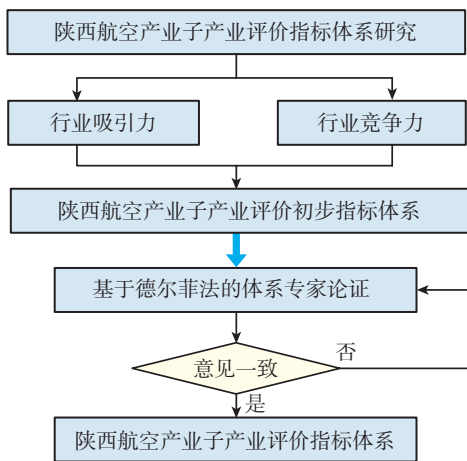 陕西航空产业子产业评价指标体系研究
行业吸引力
行业竞争力
陕西航空产业子产业评价初步指标体系
基于德尔菲法的体系专家论证
意见一致
否
是
陕西航空产业子产业评价指标体系